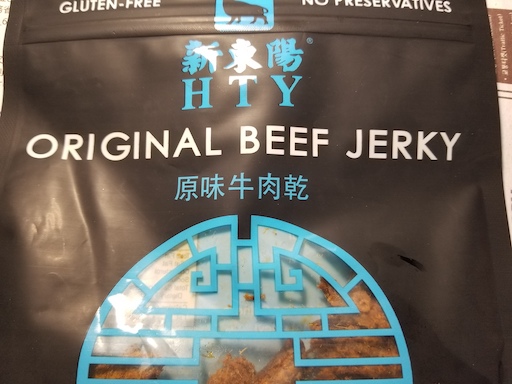 GLUTEN-FREE
NO PRESERVATIVES
新東陽®
HTY
ORIGINAL BEEF JERKY
原味牛肉乾